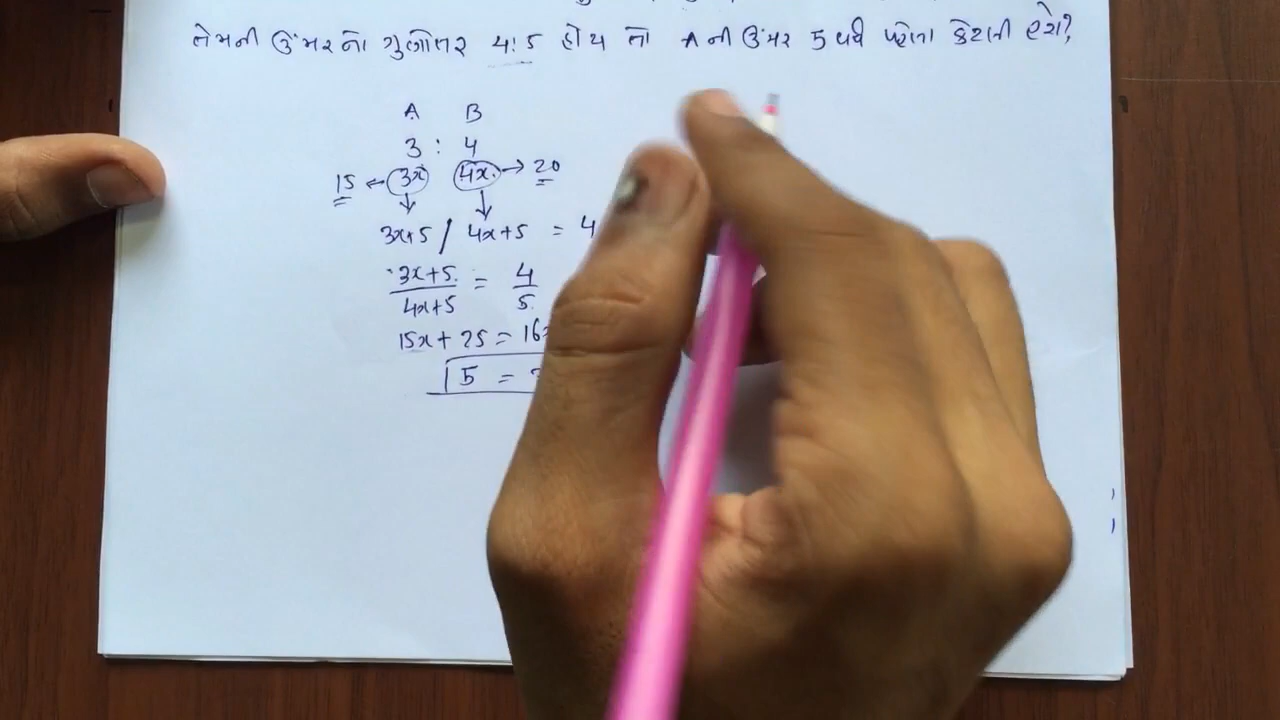 તેમની ઉંમરનો ગુણોત્તર 4:5 હોય તો A ની ઉંમર 5 વર્ષ પહેલા કેટલી હશે?
A B
3 : 4
15 ← 3x 4x → 20
3x+5 / 4x+5 = 4
3x+5 / 4x+5 = 4 / 5
15x + 25 = 16
5 =